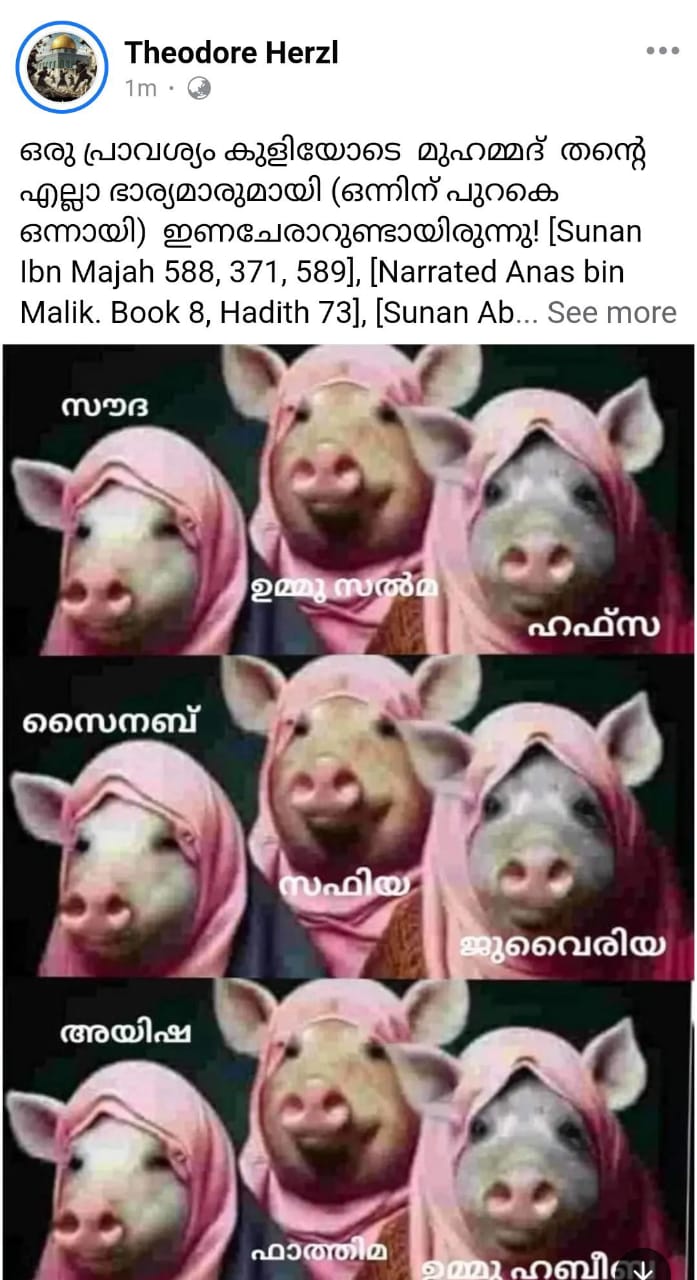 Theodore Herzl
1m ·
ഒരു പ്രാവശ്യം കുളിയോടെ മുഹമ്മദ് തന്റെ
എല്ലാ ഭാര്യമാരുമായി (ഒന്നിന് പുറകെ
ഒന്നായി) ഇണചേരാറുണ്ടായിരുന്നു! [Sunan
Ibn Majah 588, 371, 589], [Narrated Anas bin
Malik. Book 8, Hadith 73], [Sunan Ab... See more
സൗദ
ഉമ്മു സൽമ
ഹഫ്സ
സൈനബ്
സഫിയ
ജുവൈരിയ
അയിഷ
ഫാത്തിമ
ഉമ്മു ഹബീ